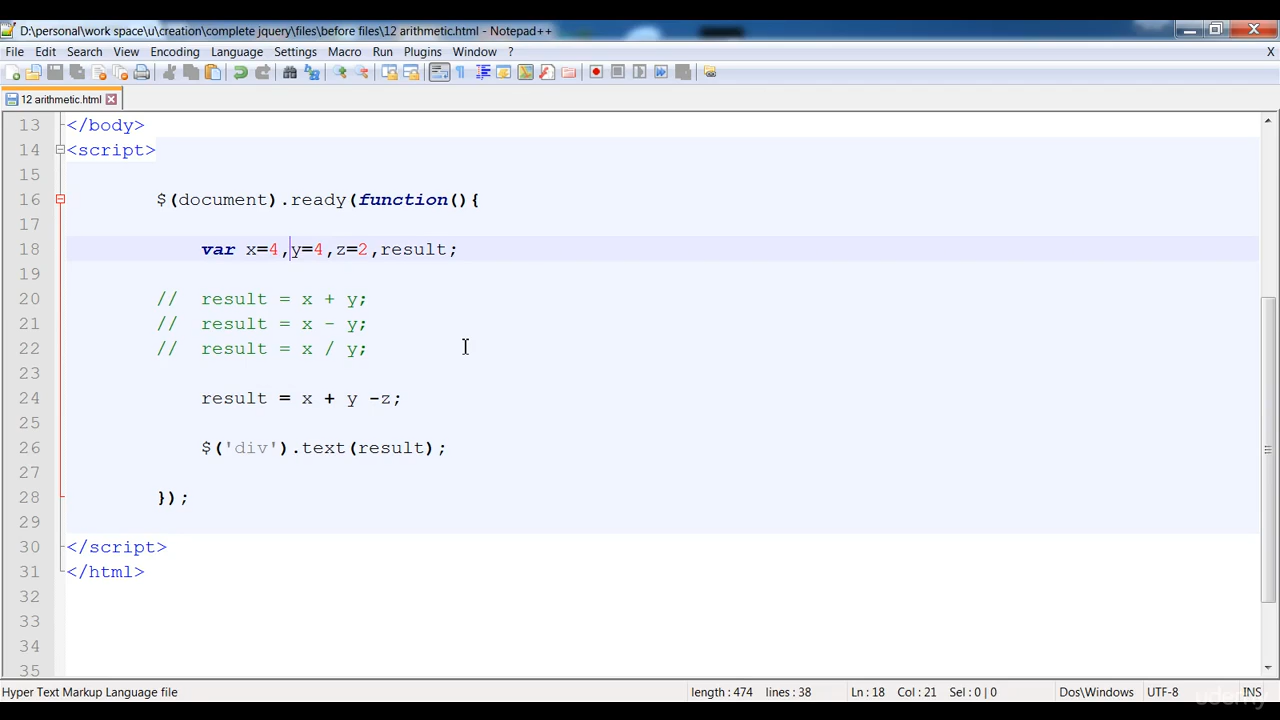 D:\personal\work space\u\creation\complete jquery\files\before files\12 arithmetic.html - Notepad++
File Edit Search View Encoding Language Settings Macro Run Plugins Window ? X
12 arithmetic.html
13 </body>
14 <script>
15
16 $(document).ready(function(){
17
18 var x=4,y=4,z=2,result;
19
20 // result = x + y;
21 // result = x - y;
22 // result = x / y;
23
24 result = x + y -z;
25
26 $('div').text(result);
27
28 });
29
30 </script>
31 </html>
32
33
34
35
Hyper Text Markup Language file length : 474 lines : 38 Ln : 18 Col : 21 Sel : 0 | 0 Dos\Windows UTF-8 INS
udemy